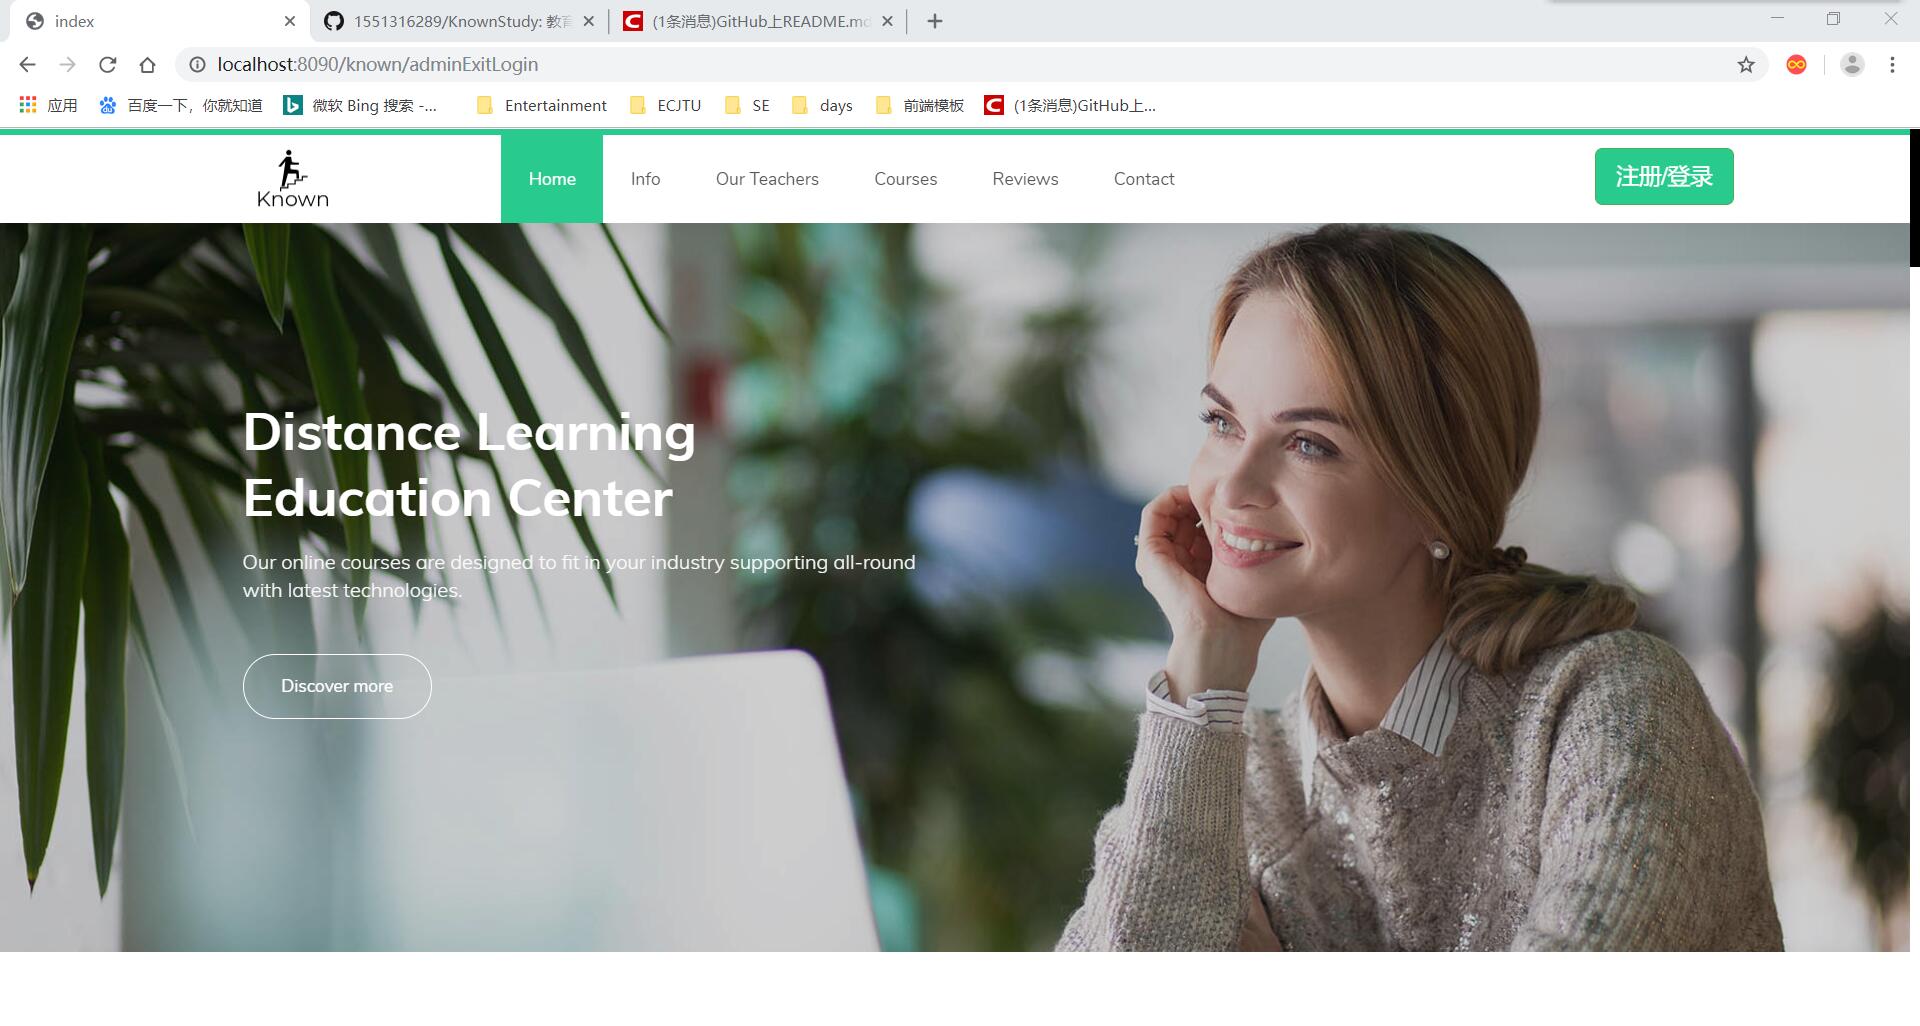 index
1551316289/KnownStudy: 教育
(1条消息)GitHub上README.md
localhost:8090/known/adminExitLogin
应用
百度一下，你就知道
微软 Bing 搜索 -...
Entertainment
ECJTU
SE
days
前端模板
(1条消息)GitHub上...
Known
Home
Info
Our Teachers
Courses
Reviews
Contact
注册/登录
Distance Learning
Education Center
Our online courses are designed to fit in your industry supporting all-round
with latest technologies.
Discover more